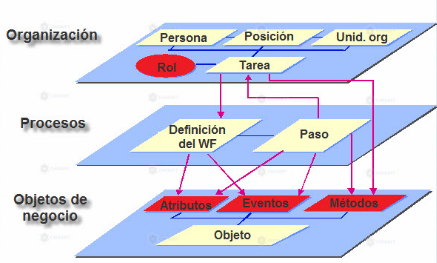 Organización
Persona
Posición
Unid. org
Rol
Tarea
Procesos
Definición
del WF
Paso
Objetos de
negocio
Atributos
Eventos
Métodos
Objeto